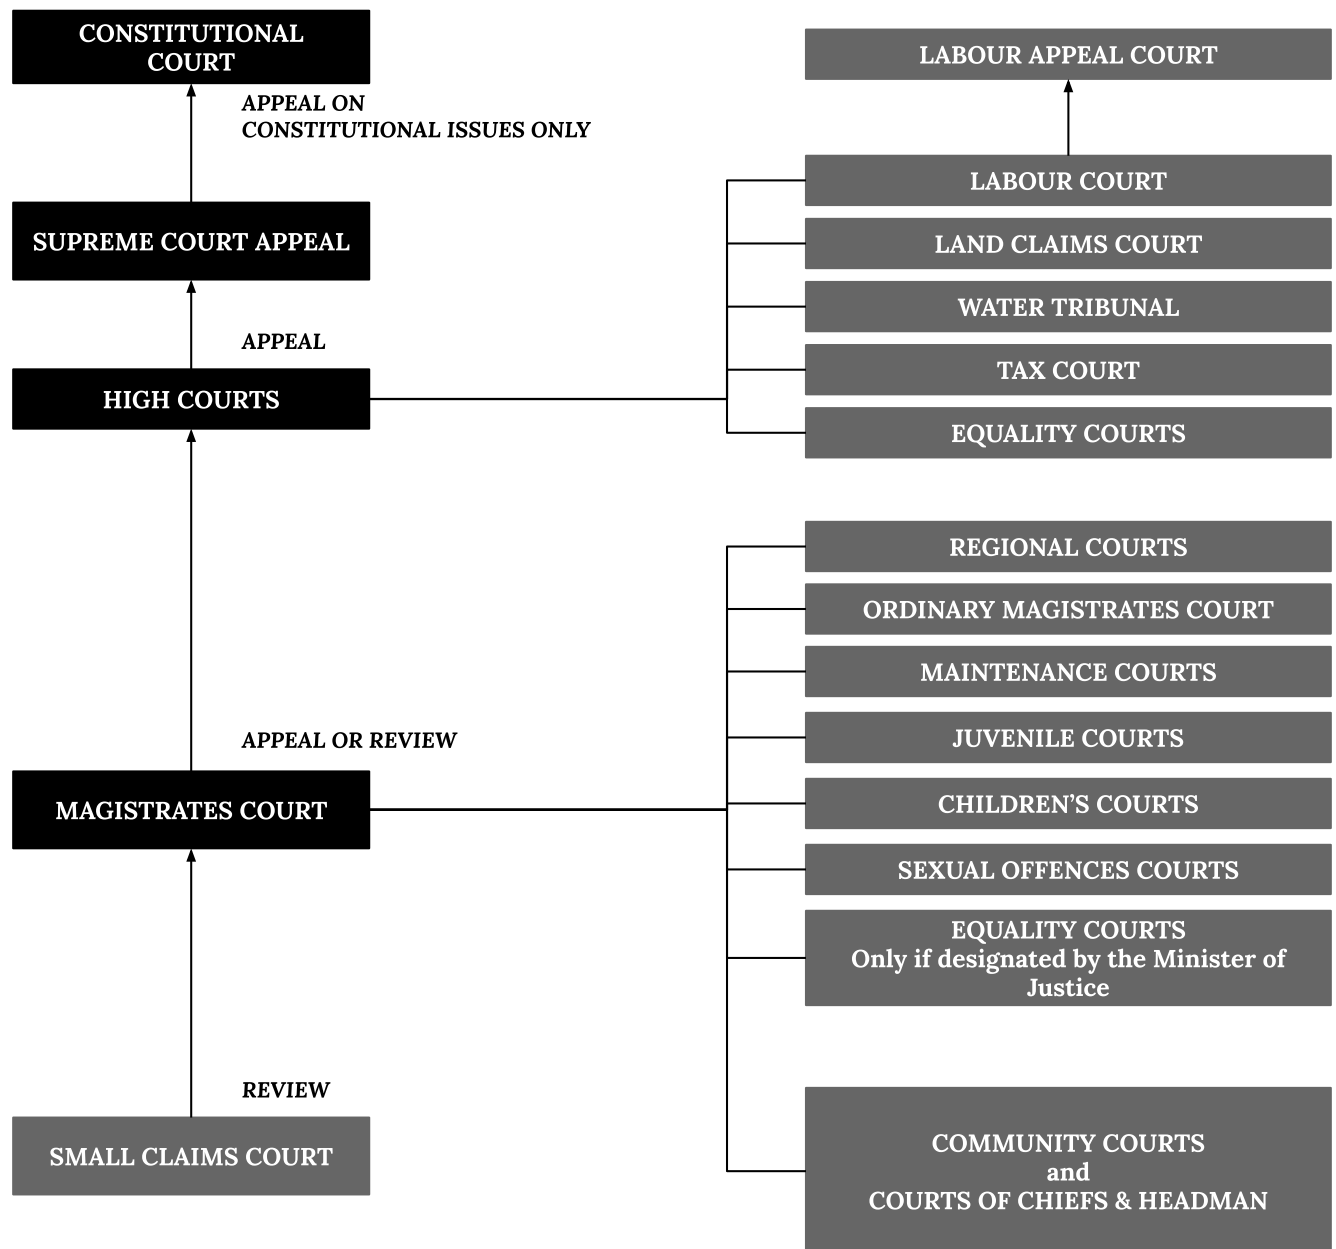 CONSTITUTIONAL
COURT
APPEAL ON
CONSTITUTIONAL ISSUES ONLY
SUPREME COURT APPEAL
APPEAL
HIGH COURTS
APPEAL OR REVIEW
MAGISTRATES COURT
REVIEW
SMALL CLAIMS COURT
LABOUR APPEAL COURT
LABOUR COURT
LAND CLAIMS COURT
WATER TRIBUNAL
TAX COURT
EQUALITY COURTS
REGIONAL COURTS
ORDINARY MAGISTRATES COURT
MAINTENANCE COURTS
JUVENILE COURTS
CHILDREN’S COURTS
SEXUAL OFFENCES COURTS
EQUALITY COURTS
Only if designated by the Minister of
Justice
COMMUNITY COURTS
and
COURTS OF CHIEFS & HEADMAN